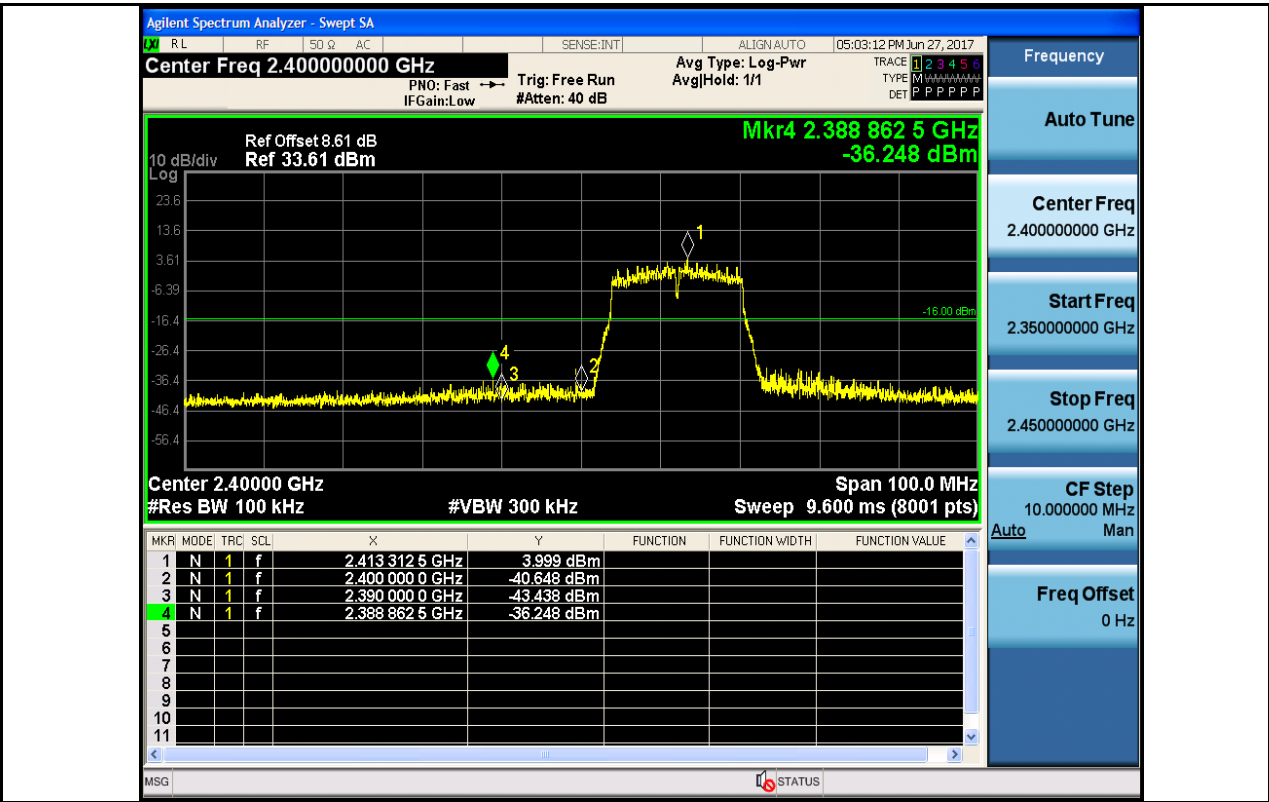 Agilent Spectrum Analyzer - Swept SA
LXI RL RF 50 Ω AC SENSE:INT ALIGN AUTO 05:03:12 PM Jun 27, 2017
Center Freq 2.400000000 GHz
PNO: Fast
IFGain:Low
Trig: Free Run
#Atten: 40 dB
Avg Type: Log-Pwr
Avg|Hold: 1/1
TRACE 1 2 3 4 5 6
TYPE M
DET P P P P P P
Mkr4 2.388 862 5 GHz
-36.248 dBm
Ref Offset 8.61 dB
10 dB/div Ref 33.61 dBm
Log
23.6
13.6
3.61
-6.39
-16.4
-26.4
-36.4
-46.4
-56.4
1
-16.00 dBm
4
3
2
Center 2.40000 GHz Span 100.0 MHz
#Res BW 100 kHz #VBW 300 kHz Sweep 9.600 ms (8001 pts)
MKR MODE TRC SCL X Y FUNCTION FUNCTION WIDTH FUNCTION VALUE
1 N 1 f 2.413 312 5 GHz 3.999 dBm
2 N 1 f 2.400 000 0 GHz -40.648 dBm
3 N 1 f 2.390 000 0 GHz -43.438 dBm
4 N 1 f 2.388 862 5 GHz -36.248 dBm
5
6
7
8
9
10
11
MSG STATUS
Frequency
Auto Tune
Center Freq
2.400000000 GHz
Start Freq
2.350000000 GHz
Stop Freq
2.450000000 GHz
CF Step
10.000000 MHz
Auto Man
Freq Offset
0 Hz